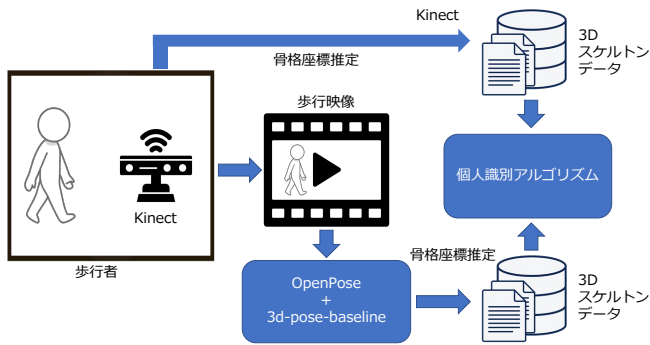 Kinect
骨格座標推定
3D
スケルトン
データ
歩行映像
Kinect
歩行者
個人識別アルゴリズム
OpenPose
+
3d-pose-baseline
骨格座標推定
3D
スケルトン
データ